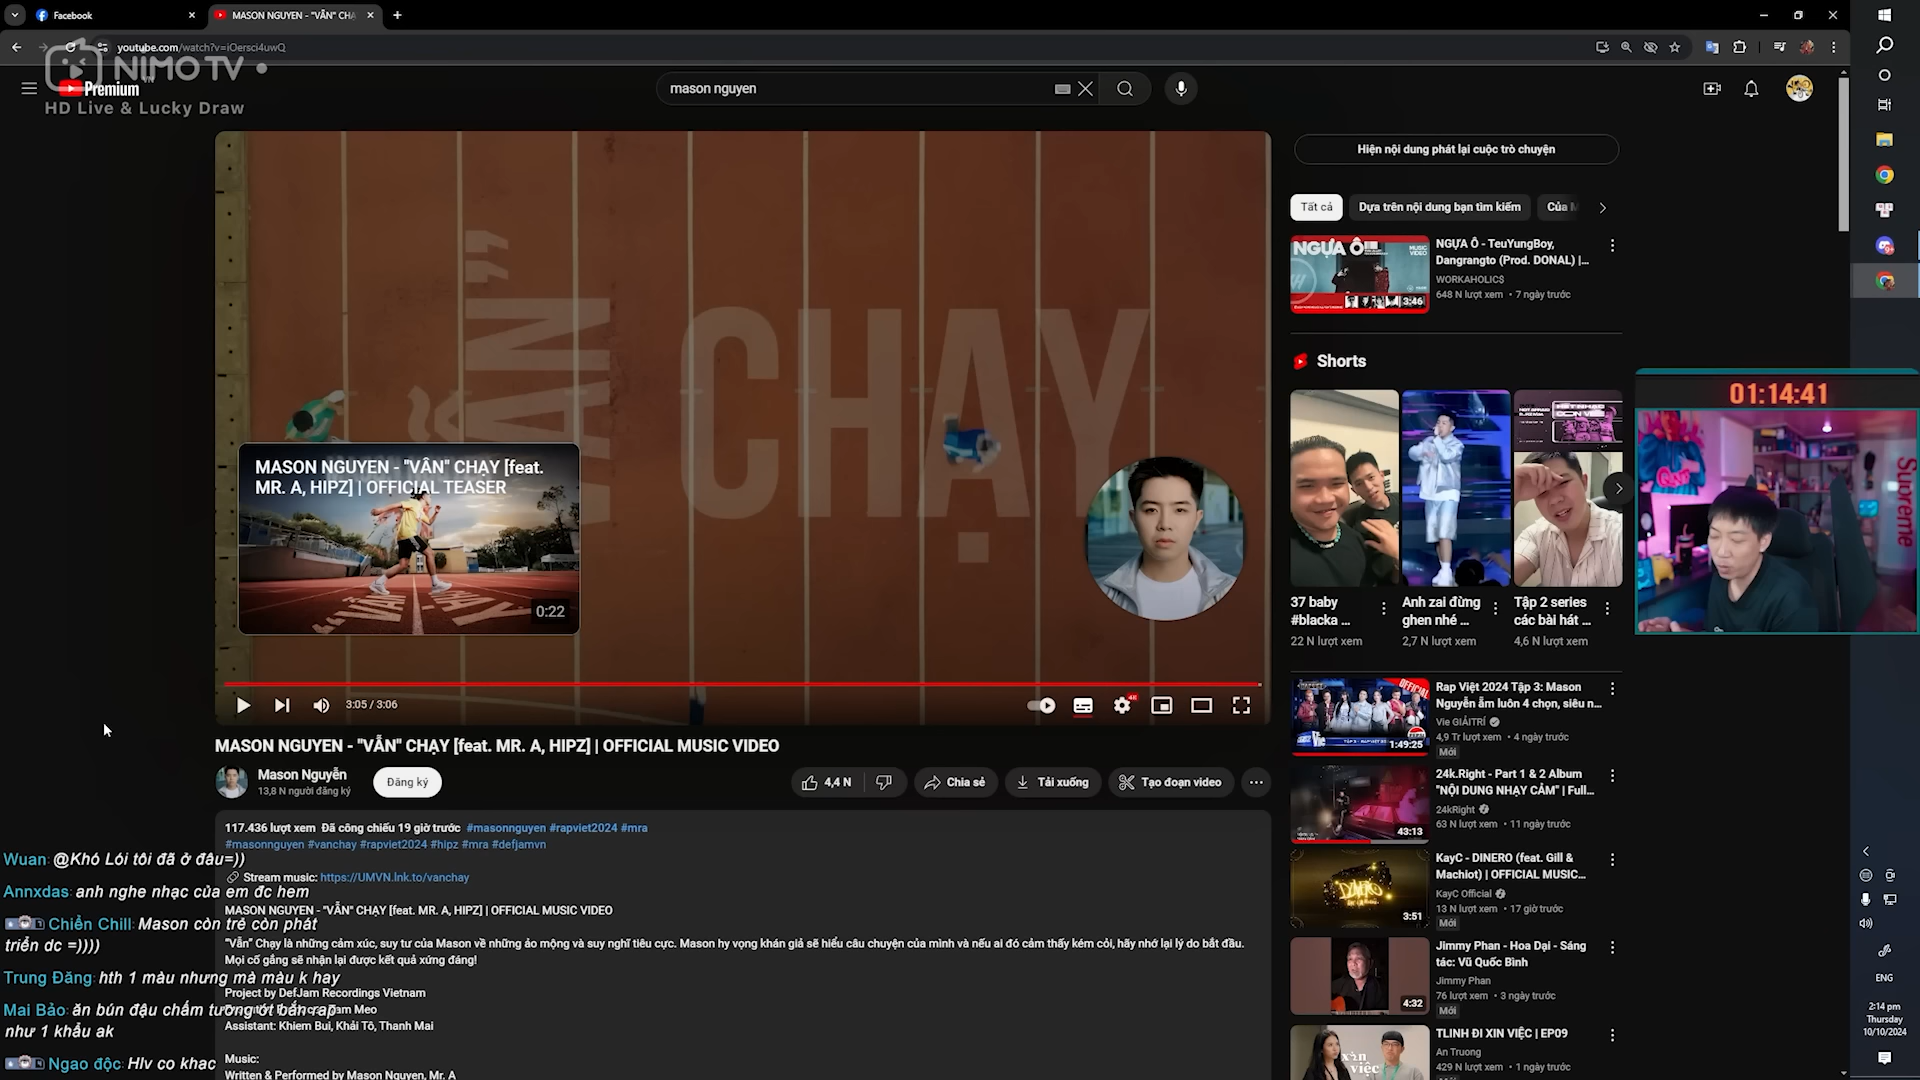 Facebook
MASON NGUYEN - "VẪN" CHẠ
youtube.com/watch?v=iOersci4uwQ
NIMO TV
HD Live & Lucky Draw
Premium
VN
mason nguyen
"VẪN"
CHẠY
MASON NGUYEN - "VẪN" CHẠY [feat.
MR. A, HIPZ] | OFFICIAL TEASER
0:22
3:05 / 3:06
MASON NGUYEN - "VẪN" CHẠY [feat. MR. A, HIPZ] | OFFICIAL MUSIC VIDEO
Mason Nguyễn
13,8 N người đăng ký
Đăng ký
4,4 N
Chia sẻ
Tải xuống
Tạo đoạn video
117.436 lượt xem Đã công chiếu 19 giờ trước #masonnguyen #rapviet2024 #mra
#masonnguyen #vanchay #rapviet2024 #hipz #mra #defjamvn
Stream music: https://UMVN.lnk.to/vanchay
MASON NGUYEN - "VẪN" CHẠY [feat. MR. A, HIPZ] | OFFICIAL MUSIC VIDEO
"Vẫn" Chạy là những cảm xúc, suy tư của Mason về những ảo mộng và suy nghĩ tiêu cực. Mason hy vọng khán giả sẽ hiểu câu chuyện của mình và nếu ai đó cảm thấy kém cỏi, hãy nhớ lại lý do bắt đầu.
Mọi cố gắng sẽ nhận lại được kết quả xứng đáng!
Project by DefJam Recordings Vietnam
Tam Meo
Assistant: Khiem Bui, Khải Tô, Thanh Mai
Music:
Written & Performed by Mason Nguyen, Mr. A
Wuan: @Khó Lói tôi đã ở đâu=))
Annxdas: anh nghe nhạc của em đc hem
Chiển Chill: Mason còn trẻ còn phát
triển dc =))))
Trung Đăng: hth 1 màu nhưng mà màu k hay
Mai Bảo: ăn bún đậu chấm tương ớt bắn rap
như 1 khẩu ak
Ngao độc: Hlv co khac
Hiện nội dung phát lại cuộc trò chuyện
Tất cả
Dựa trên nội dung bạn tìm kiếm
Của M
NGỰA Ô
MUSIC
VIDEO
3:46
NGỰA Ô - TeuYungBoy,
Dangrangto (Prod. DONAL) |...
WORKAHOLIC$
648 N lượt xem • 7 ngày trước
Shorts
37 baby
#blacka ...
22 N lượt xem
Anh zai đừng
ghen nhé ...
2,7 N lượt xem
Tập 2 series
các bài hát ...
4,6 N lượt xem
OFFICIAL
1:49:25
Rap Việt 2024 Tập 3: Mason
Nguyễn ẵm luôn 4 chọn, siêu n...
Vie GIẢITRÍ
4,9 Tr lượt xem • 4 ngày trước
Mới
43:13
24k.Right - Part 1 & 2 Album
"NỘI DUNG NHẠY CẢM" | Full...
24kRight
63 N lượt xem • 11 ngày trước
DINERO
3:51
KayC - DINERO (feat. Gill &
Machiot) | OFFICIAL MUSIC...
KayC Official
13 N lượt xem • 17 giờ trước
Mới
4:32
Jimmy Phan - Hoa Dại - Sáng
tác: Vũ Quốc Bình
Jimmy Phan
76 lượt xem • 3 ngày trước
Mới
xin
việc
TLINH ĐI XIN VIỆC | EP09
An Truong
429 N lượt xem • 1 ngày trước
01:14:41
Supreme
ENG
2:14 pm
Thursday
10/10/2024